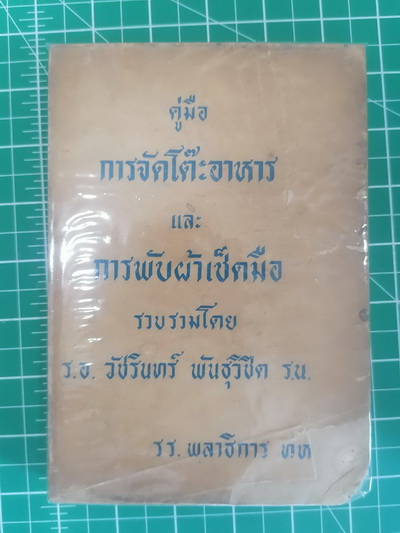 คู่มือ
การจัดโต๊ะอาหาร
และ
การพับผ้าเช็ดมือ
รวบรวมโดย
ร.อ. วัชรินทร์ พันธุวิชิต ร.น.
รร. พลาธิการ ทท